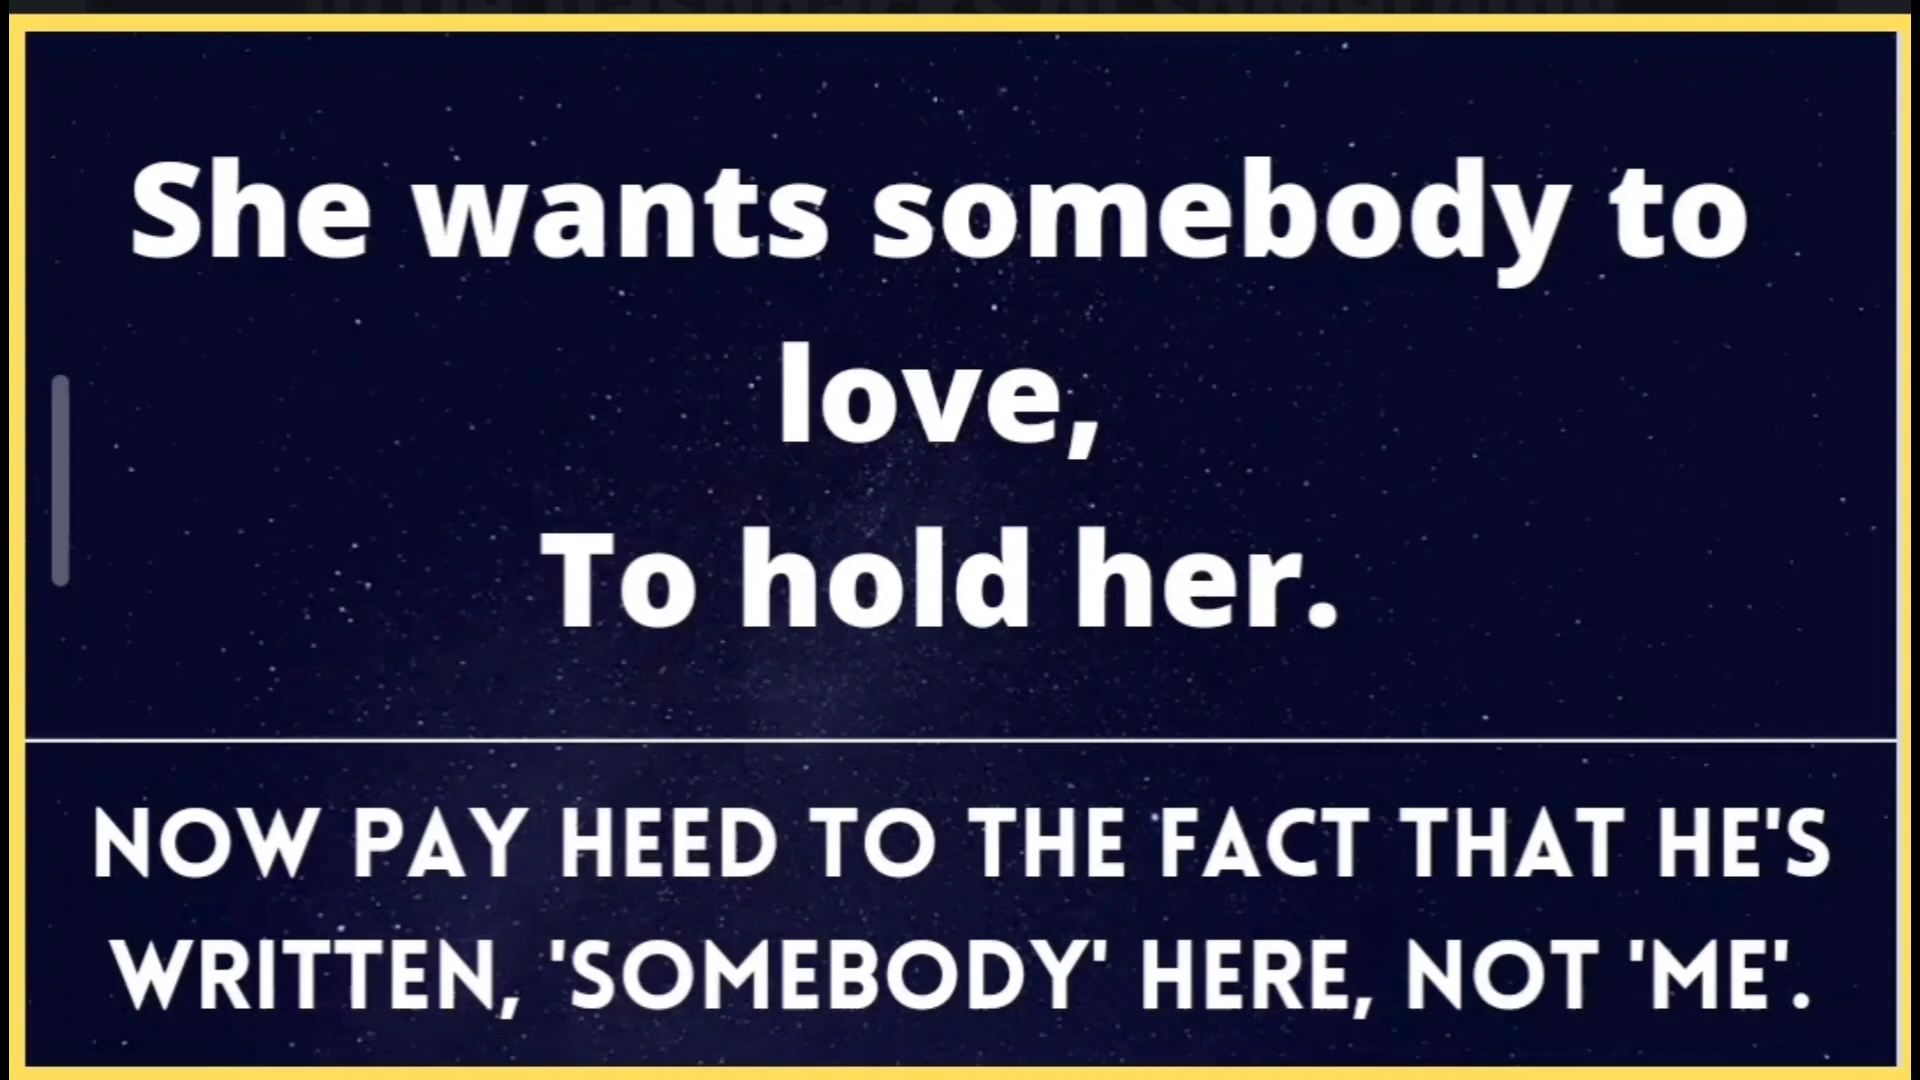 She wants somebody to
love,
To hold her.
NOW PAY HEED TO THE FACT THAT HE'S
WRITTEN, 'SOMEBODY' HERE, NOT 'ME'.